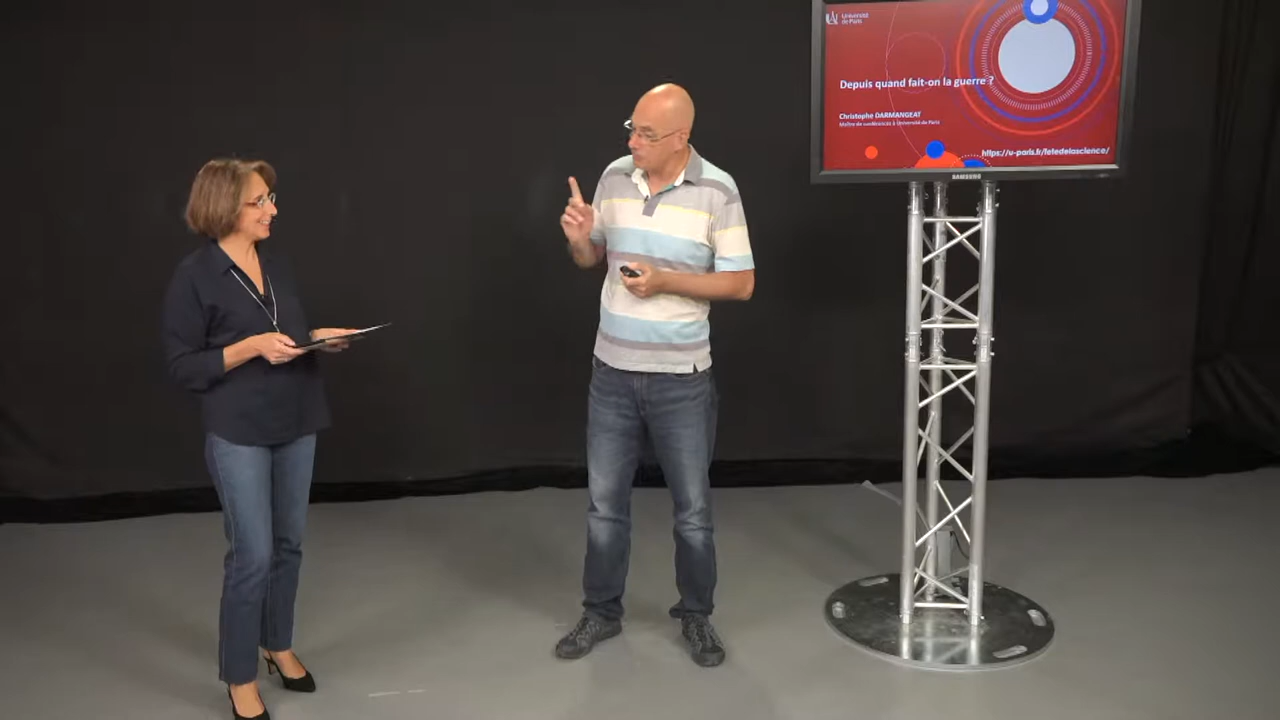 Université
de Paris
Depuis quand fait-on la guerre ?
Christophe DARMANGEAT
Maître de conférences à Université de Paris
https://u-paris.fr/fetedelascience/
SAMSUNG